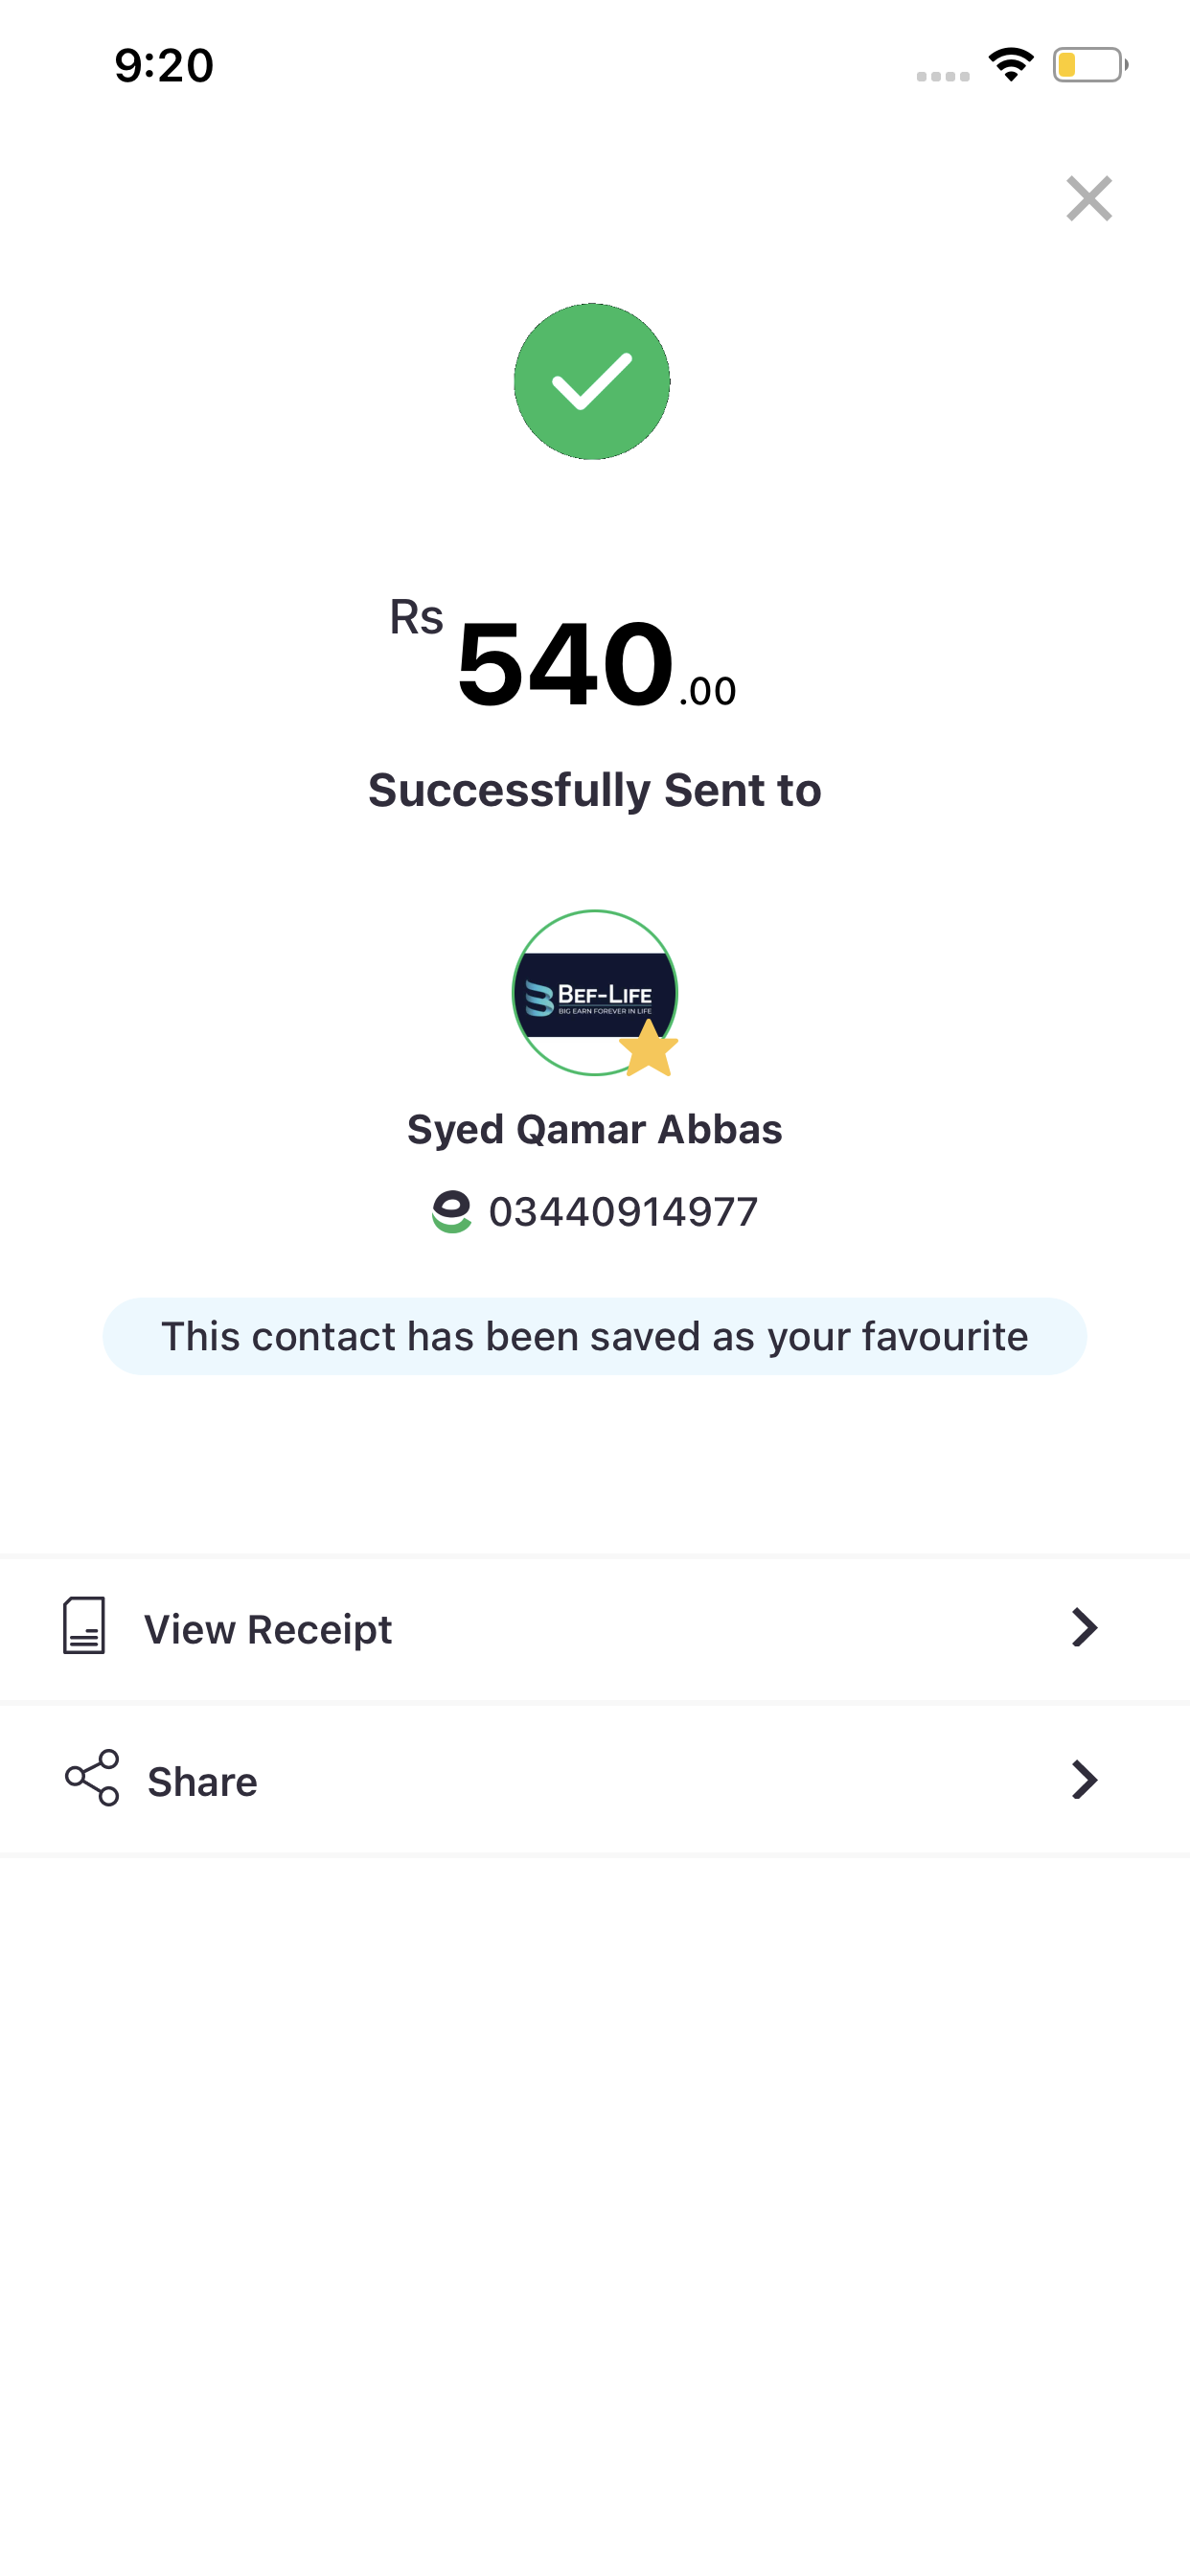 9:20
Rs 540.00
Successfully Sent to
BEF-LIFE
BIG EARN FOREVER IN LIFE
Syed Qamar Abbas
03440914977
This contact has been saved as your favourite
View Receipt
Share